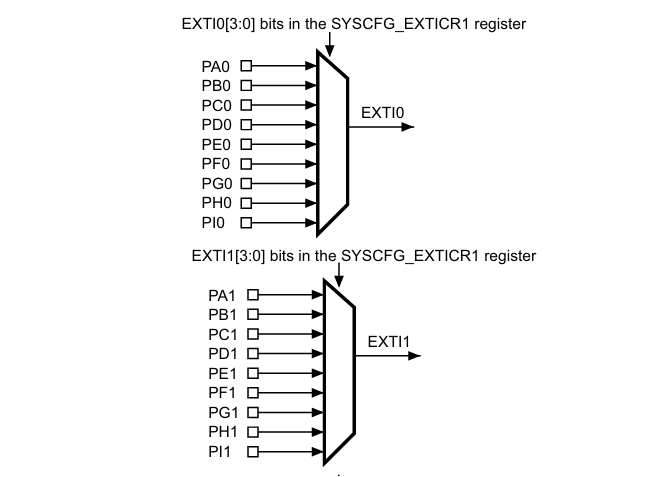 EXTI0[3:0] bits in the SYSCFG_EXTICR1 register
PA0
PB0
PC0
PD0
PE0
PF0
PG0
PH0
PI0
EXTI0
EXTI1[3:0] bits in the SYSCFG_EXTICR1 register
PA1
PB1
PC1
PD1
PE1
PF1
PG1
PH1
PI1
EXTI1